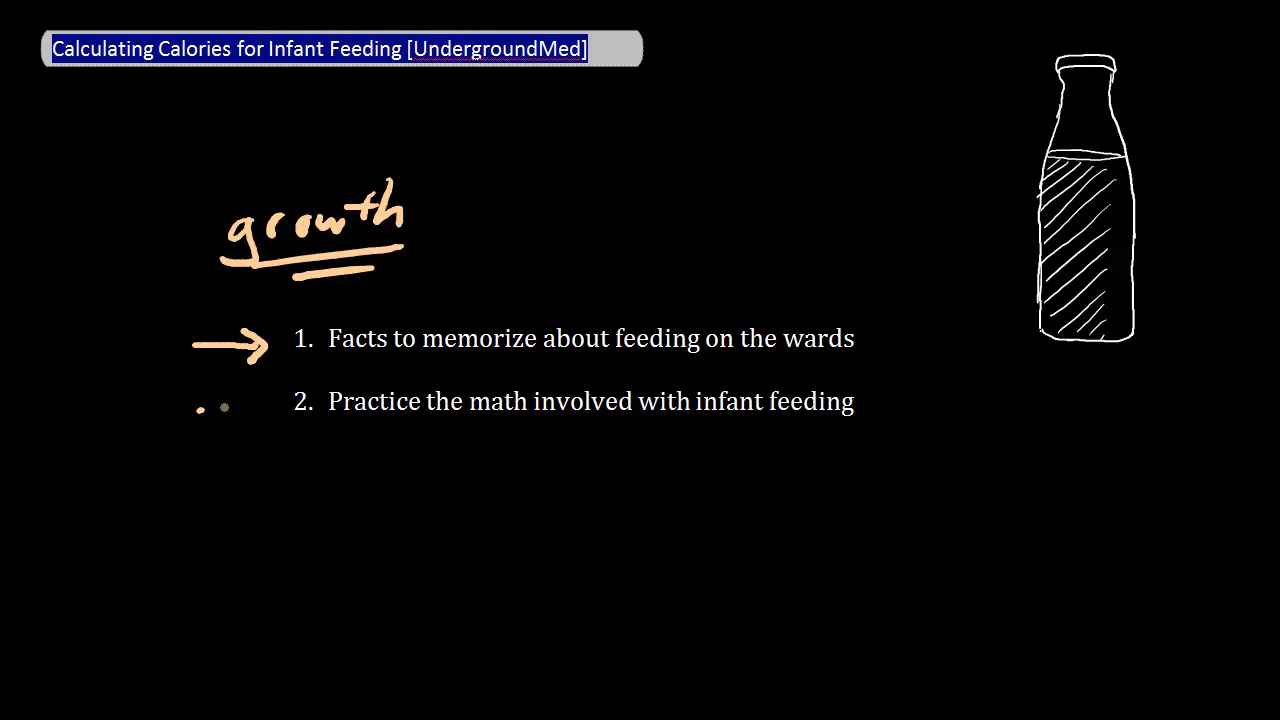 Calculating Calories for Infant Feeding [UndergroundMed]
growth
1. Facts to memorize about feeding on the wards
2. Practice the math involved with infant feeding